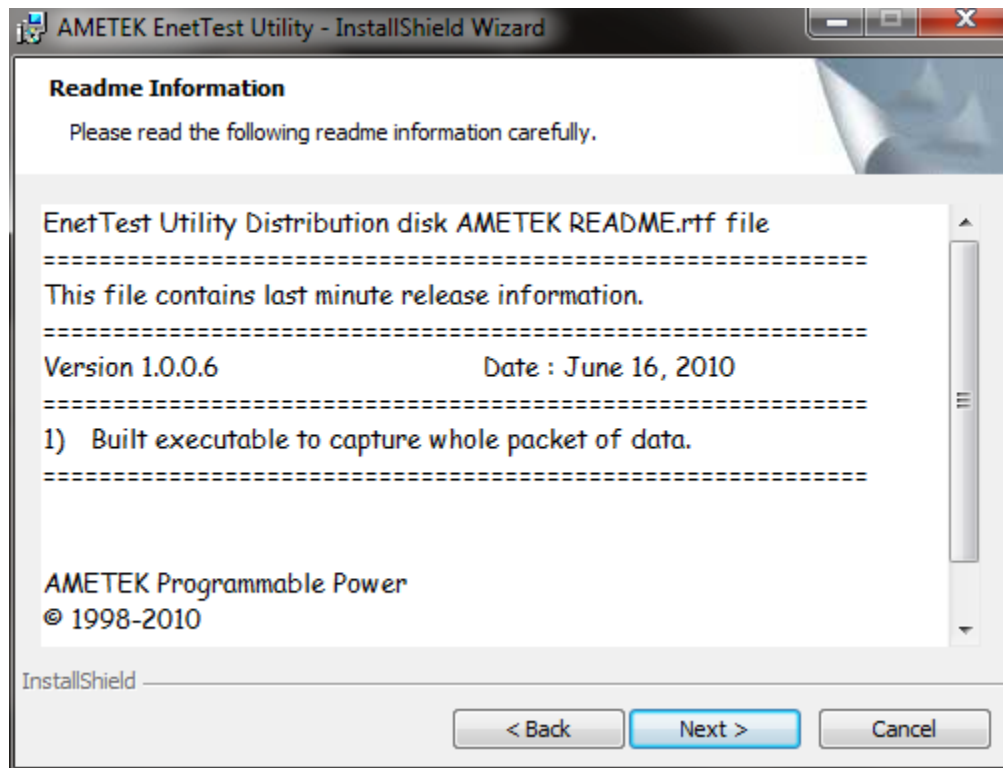 AMETEK EnetTest Utility - InstallShield Wizard
Readme Information
Please read the following readme information carefully.
EnetTest Utility Distribution disk AMETEK README.rtf file
===========================================================
This file contains last minute release information.
===========================================================
Version 1.0.0.6 Date : June 16, 2010
===========================================================
1) Built executable to capture whole packet of data.
===========================================================
AMETEK Programmable Power
© 1998-2010
InstallShield
< Back Next > Cancel